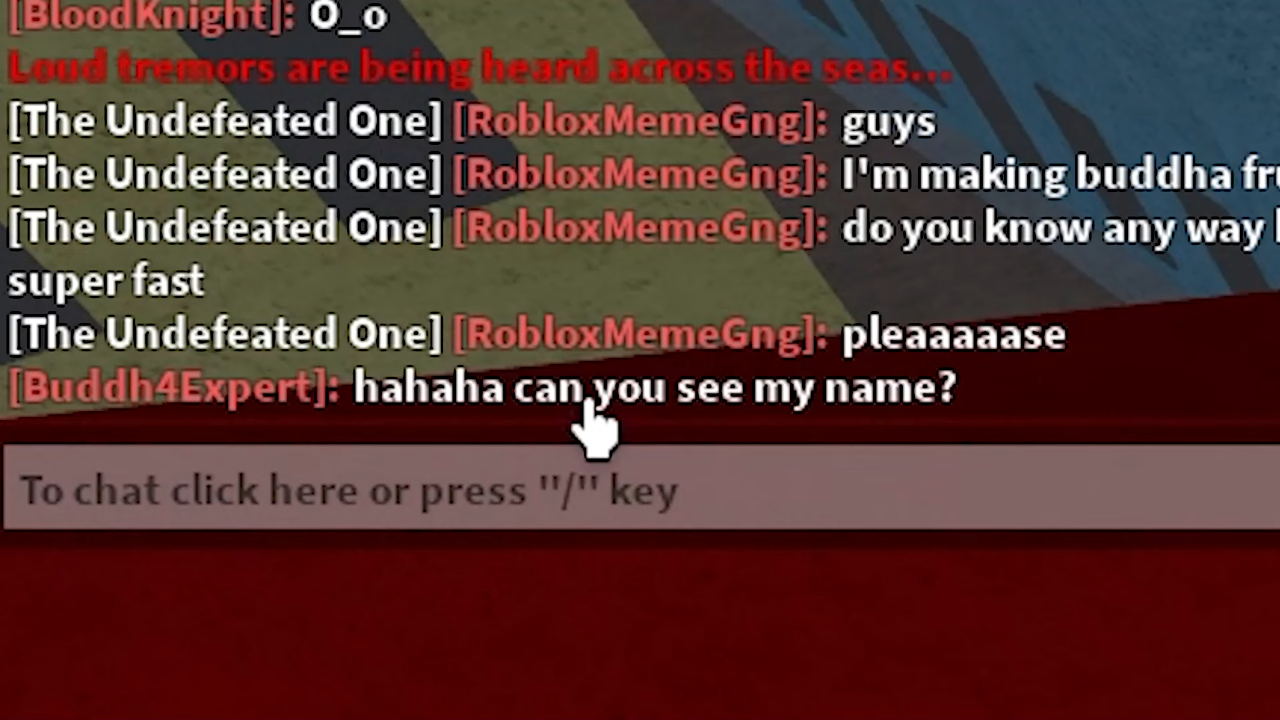 [BloodKnight]: O_o
Loud tremors are being heard across the seas...
[The Undefeated One] [RobloxMemeGng]: guys
[The Undefeated One] [RobloxMemeGng]: I'm making buddha
[The Undefeated One] [RobloxMemeGng]: do you know any way
super fast
[The Undefeated One] [RobloxMemeGng]: pleaaaaase
[Buddh4Expert]: hahaha can you see my name?
To chat click here or press "/" key